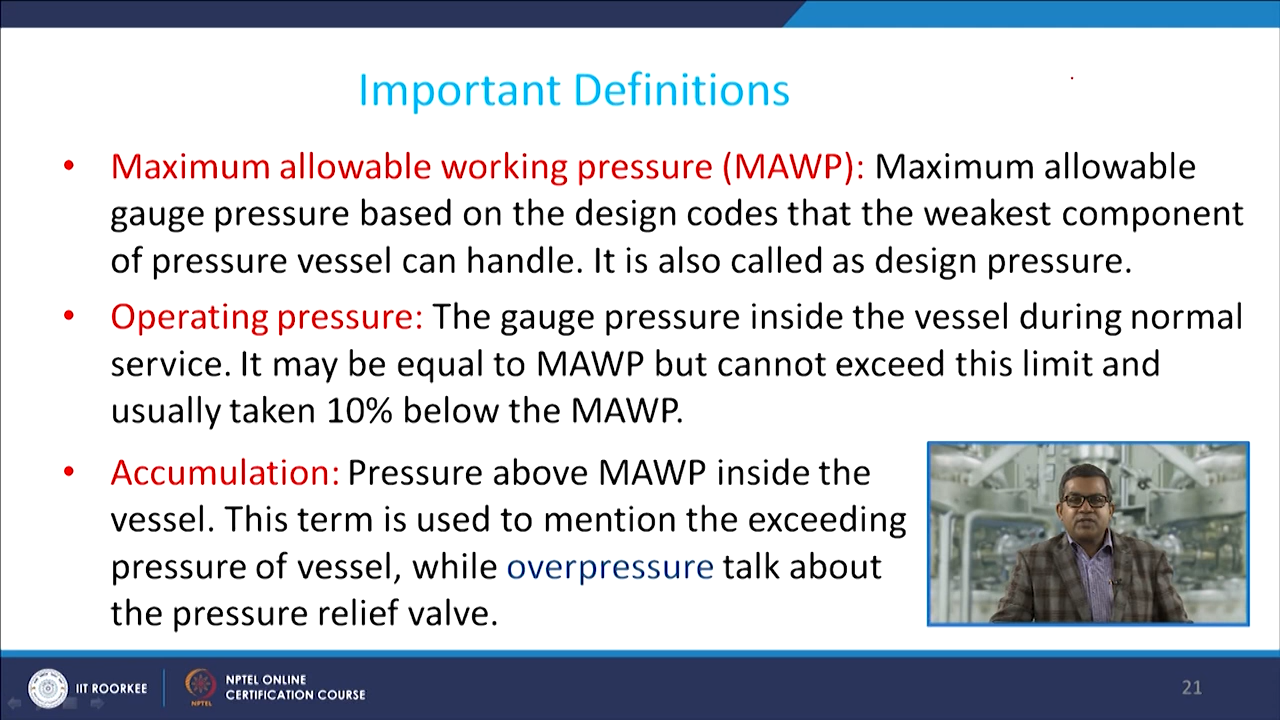 Important Definitions
• Maximum allowable working pressure (MAWP): Maximum allowable
gauge pressure based on the design codes that the weakest component
of pressure vessel can handle. It is also called as design pressure.
• Operating pressure: The gauge pressure inside the vessel during normal
service. It may be equal to MAWP but cannot exceed this limit and
usually taken 10% below the MAWP.
• Accumulation: Pressure above MAWP inside the
vessel. This term is used to mention the exceeding
pressure of vessel, while overpressure talk about
the pressure relief valve.
IIT ROORKEE
NPTEL
NPTEL ONLINE
CERTIFICATION COURSE
21